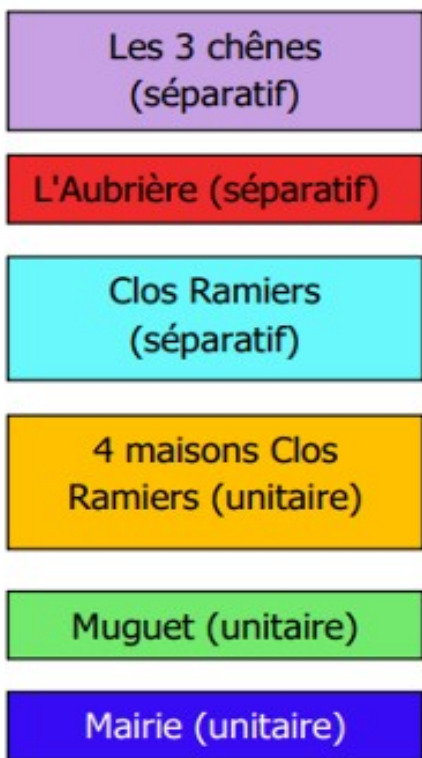 Les 3 chênes
(séparatif)
L'Aubrière (séparatif)
Clos Ramiers
(séparatif)
4 maisons Clos
Ramiers (unitaire)
Muguet (unitaire)
Mairie (unitaire)